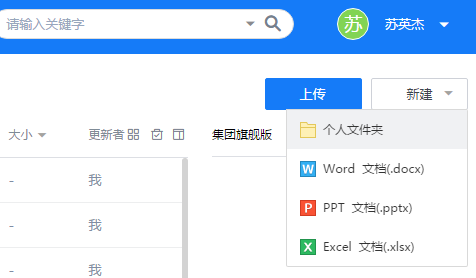 请输入关键字
苏 苏英杰
上传 新建
大小 更新者 集团旗舰版
个人文件夹
- 我
W Word 文档(.docx)
- 我
P PPT 文档(.pptx)
X Excel 文档(.xlsx)
- 我